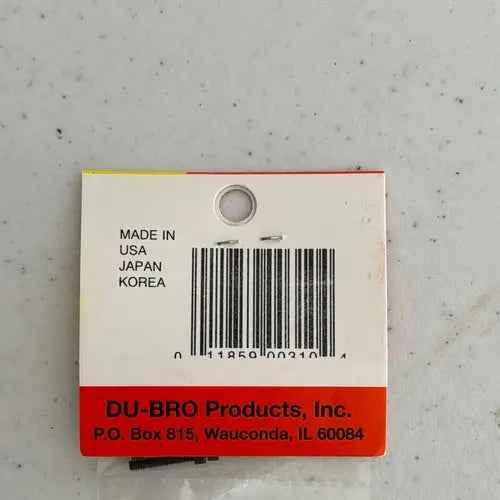 MADE IN
USA
JAPAN
KOREA
0 11859 00310 4
DU-BRO Products, Inc.
P.O. Box 815, Wauconda, IL 60084